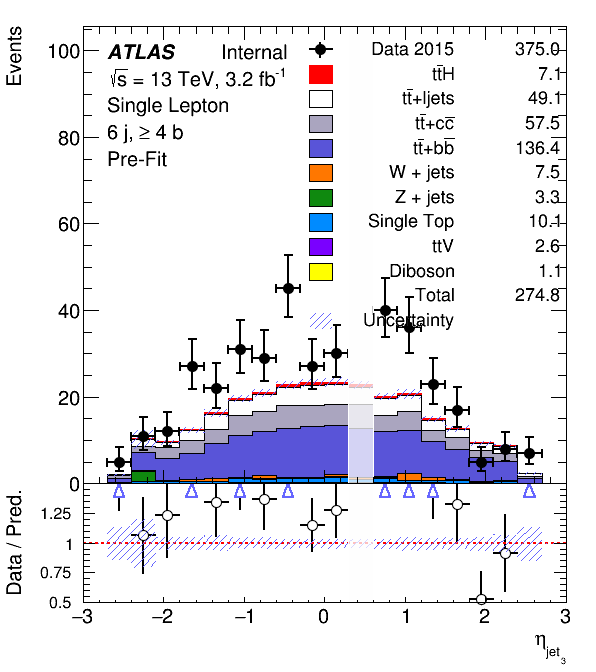 Events
100
80
60
40
20
0
ATLAS Internal
√s = 13 TeV, 3.2 fb⁻¹
Single Lepton
6 j, ≥ 4 b
Pre-Fit
Data 2015 375.0
tt̄H 7.1
tt̄+ljets 49.1
tt̄+cc̄ 57.5
tt̄+bb̄ 136.4
W + jets 7.5
Z + jets 3.3
Single Top 10.1
ttV 2.6
Diboson 1.1
Total 274.8
Uncertainty
Data / Pred.
1.25
1
0.75
0.5
−3 −2 −1 0 1 2 3
η_jet_3